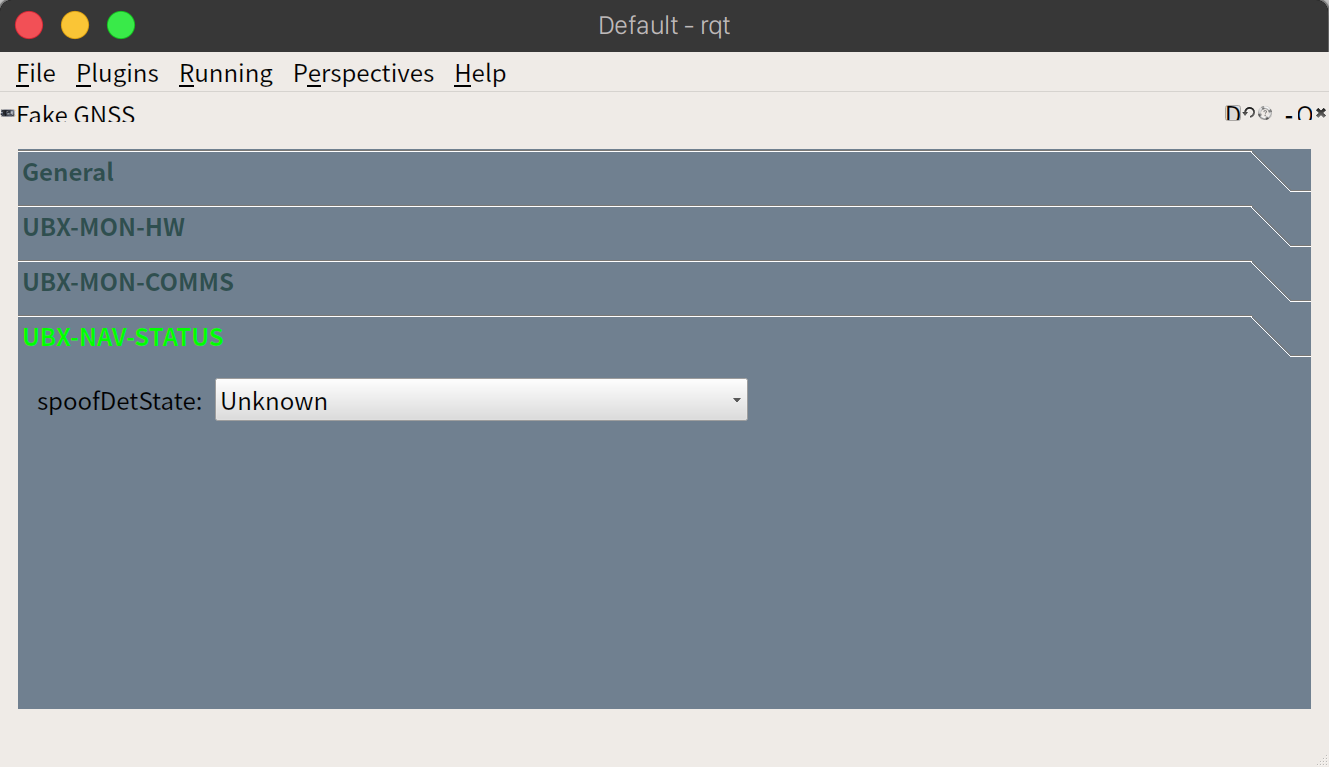 Default - rqt
File Plugins Running Perspectives Help
Fake GNSS
D
General
UBX-MON-HW
UBX-MON-COMMS
UBX-NAV-STATUS
spoofDetState: Unknown